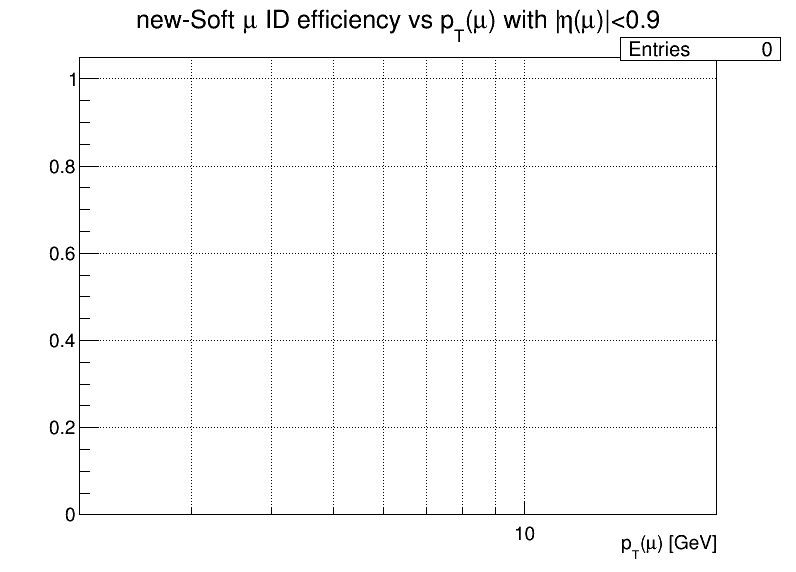 new-Soft μ ID efficiency vs p_T(μ) with |η(μ)|<0.9
Entries 0
1
0.8
0.6
0.4
0.2
0
10
p_T(μ) [GeV]